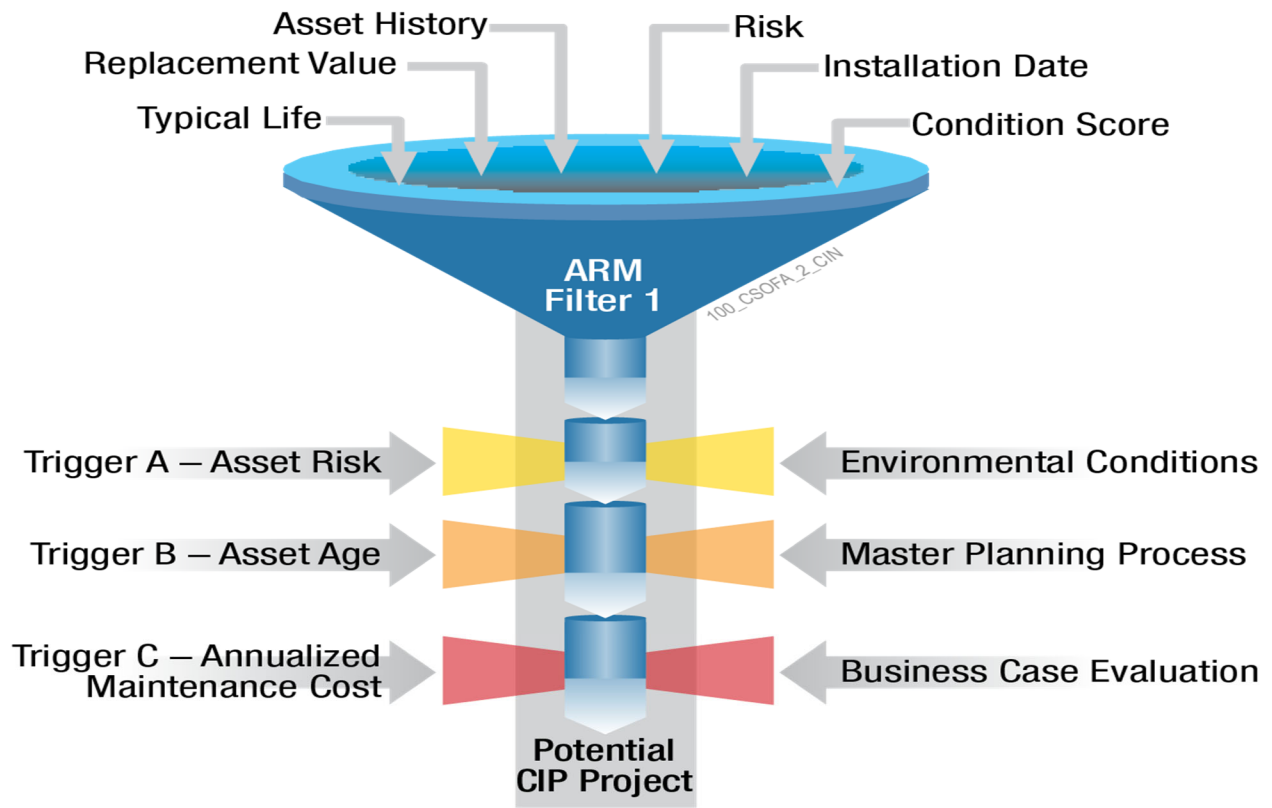 Asset History
Risk
Replacement Value
Installation Date
Typical Life
Condition Score
ARM
Filter 1
100_CSOFA_2_CIN
Trigger A – Asset Risk
Environmental Conditions
Trigger B – Asset Age
Master Planning Process
Trigger C – Annualized
Maintenance Cost
Business Case Evaluation
Potential
CIP Project